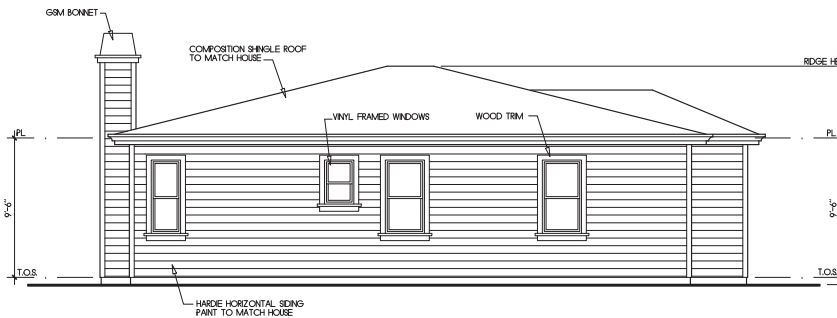 GSM BONNET
COMPOSITION SHINGLE ROOF
TO MATCH HOUSE
RIDGE HE
VINYL FRAMED WINDOWS
WOOD TRIM
PL
PL
9'-6"
9'-6"
T.O.S.
T.O.S.
HARDIE HORIZONTAL SIDING
PAINT TO MATCH HOUSE